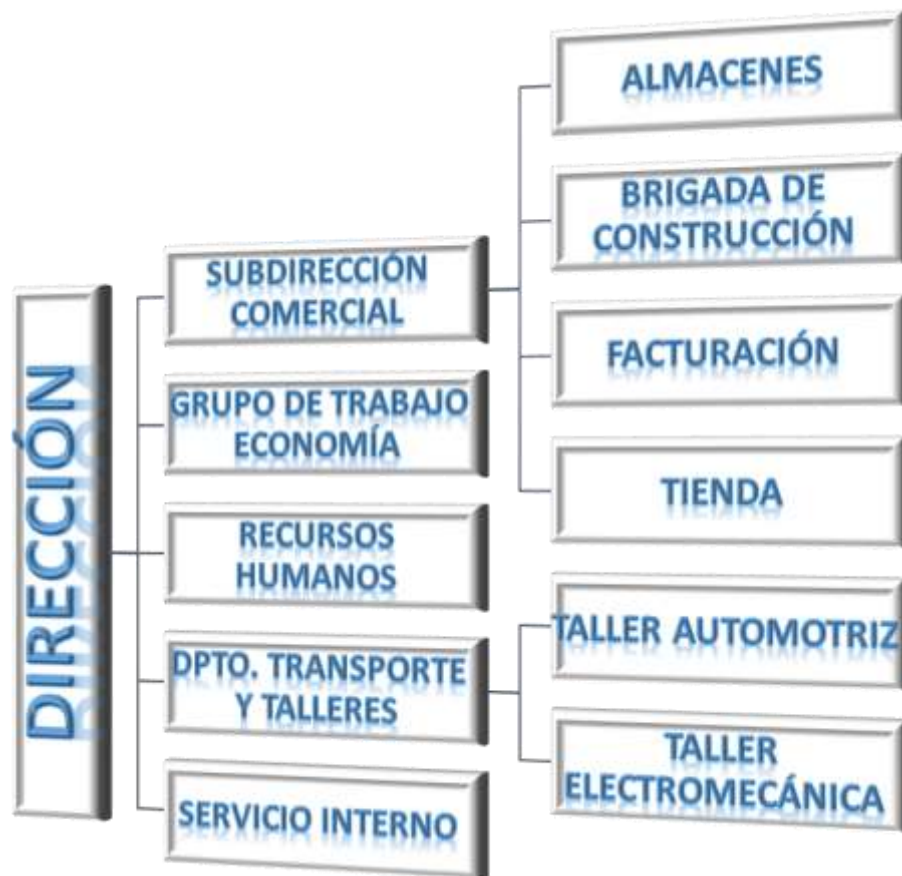 DIRECCIÓN
SUBDIRECCIÓN
COMERCIAL
GRUPO DE TRABAJO
ECONOMÍA
RECURSOS
HUMANOS
DPTO. TRANSPORTE
Y TALLERES
SERVICIO INTERNO
ALMACENES
BRIGADA DE
CONSTRUCCIÓN
FACTURACIÓN
TIENDA
TALLER AUTOMOTRIZ
TALLER
ELECTROMECÁNICA